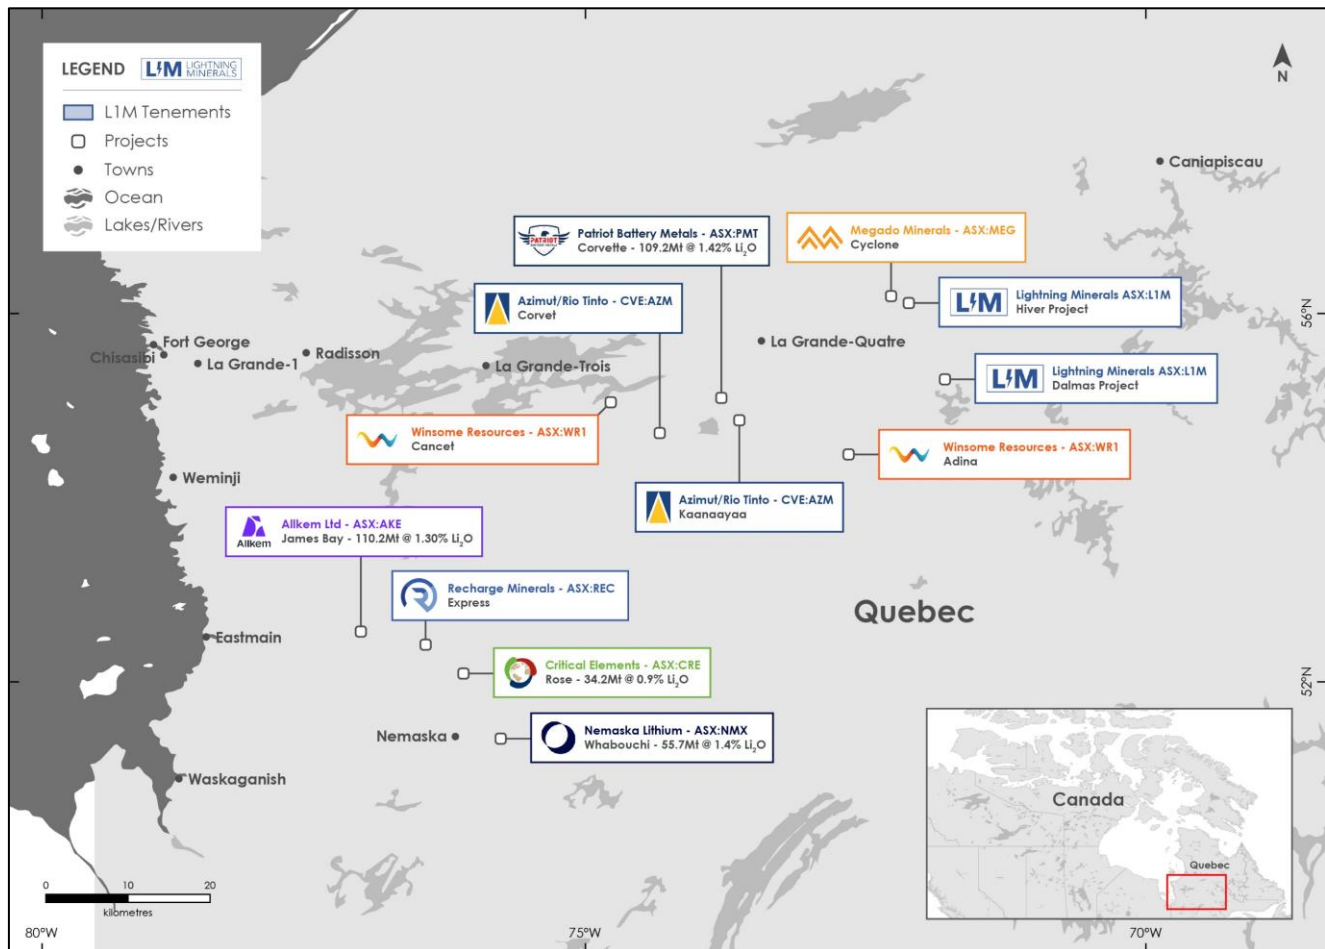 LEGEND
L⚡M LIGHTNING
MINERALS
L1M Tenements
Projects
Towns
Ocean
Lakes/Rivers
N
Caniapiscau
PATRIOT
Patriot Battery Metals - ASX:PMT
Corvette - 109.2Mt @ 1.42% Li₂O
Megado Minerals - ASX:MEG
Cyclone
Azimut/Rio Tinto - CVE:AZM
Corvet
L⚡M
Lightning Minerals ASX:L1M
Hiver Project
56°N
Fort George
Chisasibi
La Grande-1
Radisson
La Grande-Trois
La Grande-Quatre
L⚡M
Lightning Minerals ASX:L1M
Dalmas Project
Winsome Resources - ASX:WR1
Cancet
Winsome Resources - ASX:WR1
Adina
Weminji
Azimut/Rio Tinto - CVE:AZM
Kaanaayaa
Allkem
Allkem Ltd - ASX:AKE
James Bay - 110.2Mt @ 1.30% Li₂O
Recharge Minerals - ASX:REC
Express
Quebec
Eastmain
Critical Elements - ASX:CRE
Rose - 34.2Mt @ 0.9% Li₂O
52°N
Nemaska
Nemaska Lithium - ASX:NMX
Whabouchi - 55.7Mt @ 1.4% Li₂O
Waskaganish
Canada
Quebec
0 10 20
kilometres
80°W
75°W
70°W